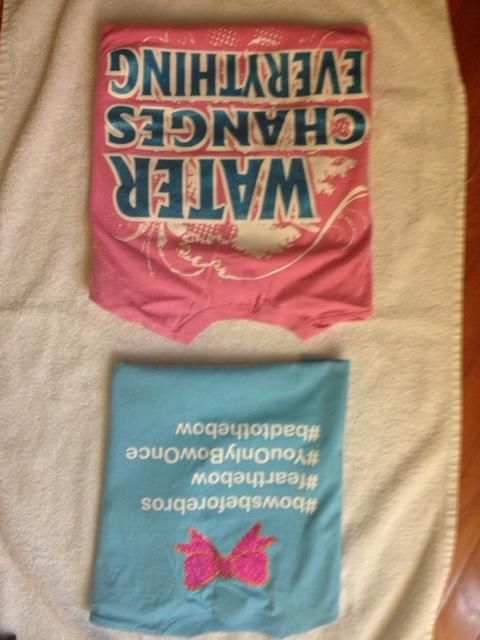 #bowsbeforebros
#fearthebow
#YouOnlyBowOnce
#badtothebow
WATER
CHANGES
EVERYTHING